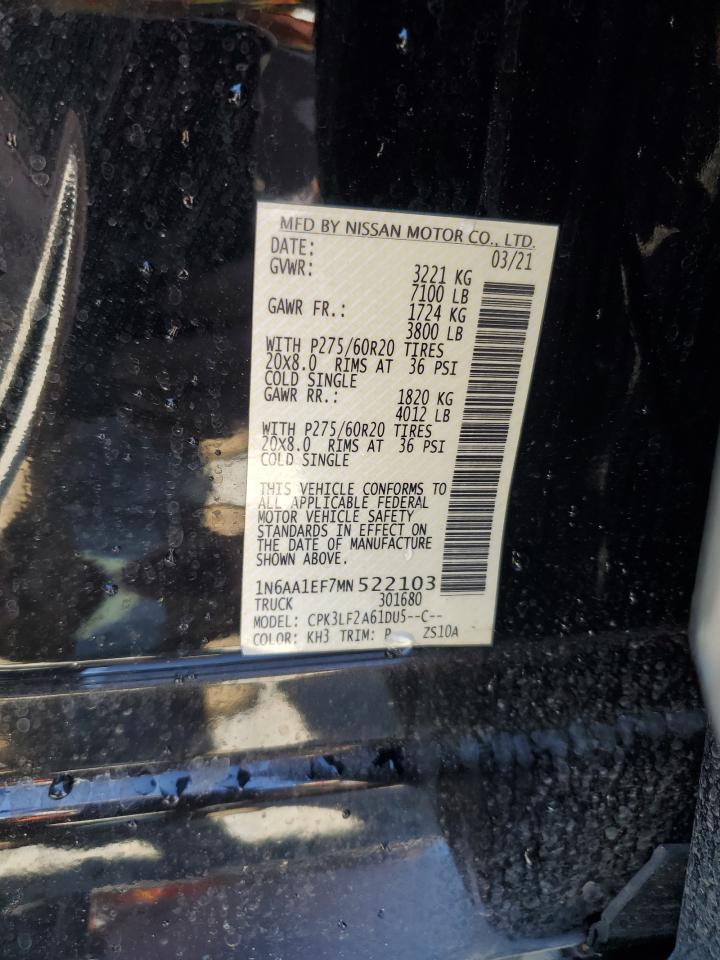 MFD BY NISSAN MOTOR CO., LTD.
DATE: 03/21
GVWR: 3221 KG
7100 LB
GAWR FR.: 1724 KG
3800 LB
WITH P275/60R20 TIRES
20X8.0 RIMS AT 36 PSI
COLD SINGLE
GAWR RR.: 1820 KG
4012 LB
WITH P275/60R20 TIRES
20X8.0 RIMS AT 36 PSI
COLD SINGLE
THIS VEHICLE CONFORMS TO
ALL APPLICABLE FEDERAL
MOTOR VEHICLE SAFETY
STANDARDS IN EFFECT ON
THE DATE OF MANUFACTURE
SHOWN ABOVE.
1N6AA1EF7MN522103
TRUCK 301680
MODEL: CPK3LF2A61DU5--C--
COLOR: KH3 TRIM: P ZS10A